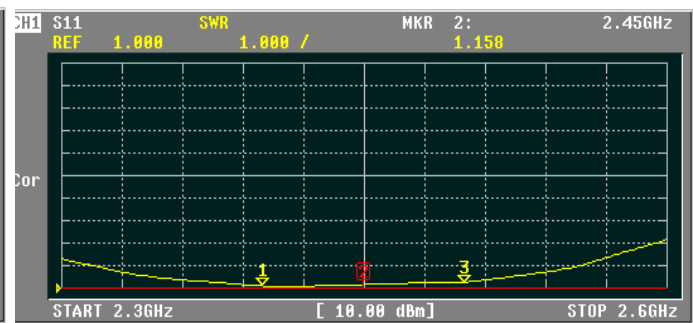 CH1 S11 SWR MKR 2: 2.45GHz
REF 1.000 1.000 / 1.158
Cor
1 2 3
START 2.3GHz [ 10.00 dBm] STOP 2.6GHz